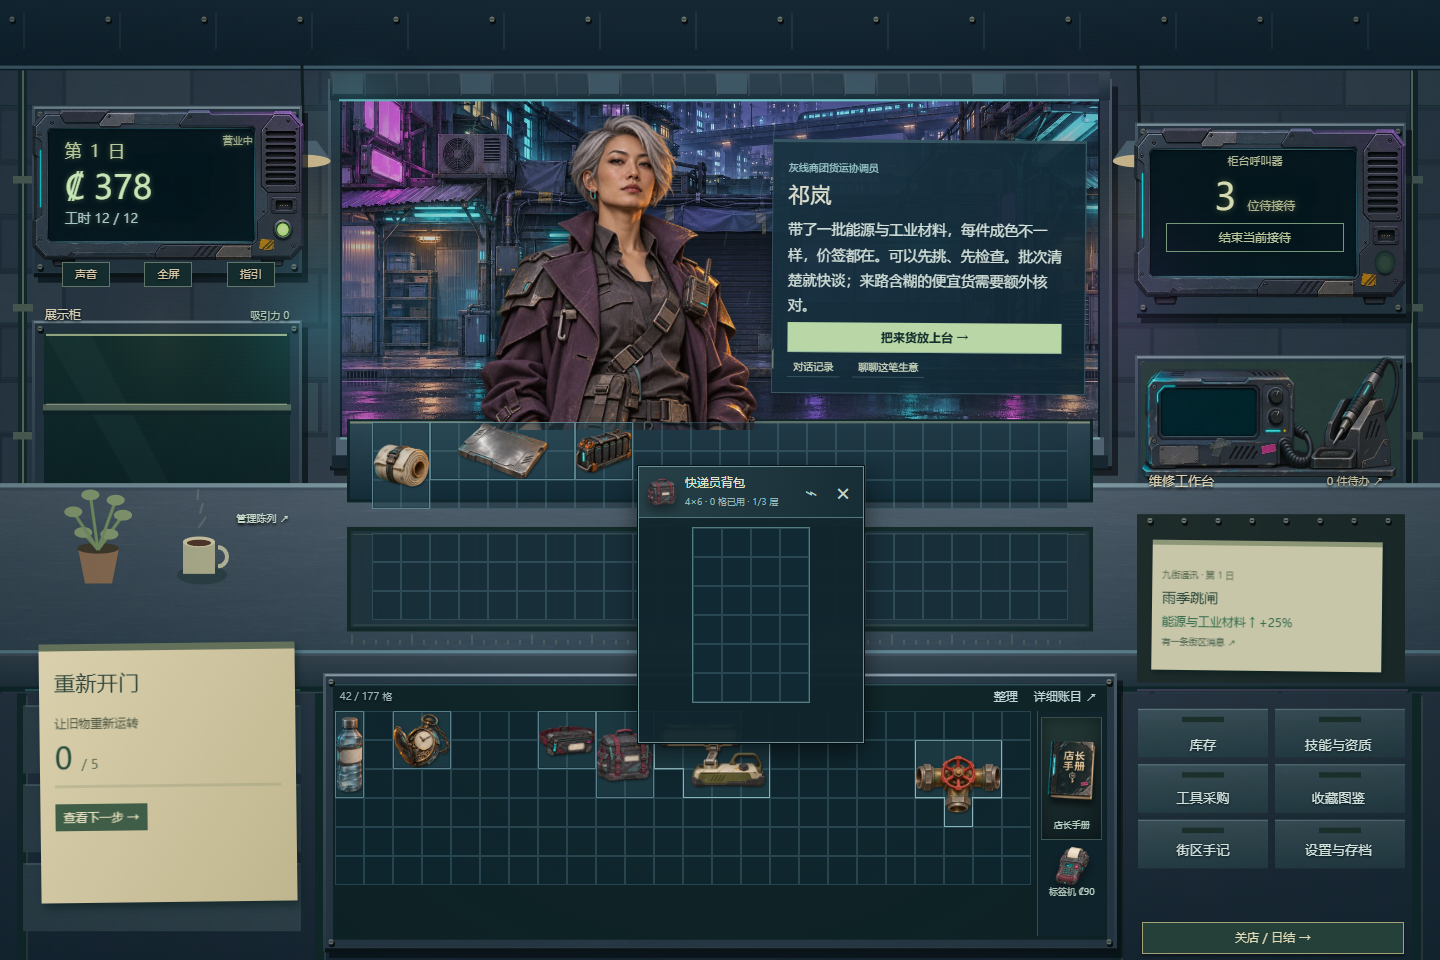 第 1 日
营业中
₡ 378
工时 12 / 12
声音
全屏
指引
展示柜
吸引力 0
管理陈列 ↗
重新开门
让旧物重新运转
0 / 5
查看下一步 →
灰线商团货运协调员
祁岚
带了一批能源与工业材料，每件成色不一
样，价签都在。可以先挑、先检查。批次清
楚就快谈；来路含糊的便宜货需要额外核
对。
把来货放上台 →
对话记录
聊聊这笔生意
快递员背包
4×6 · 0 格已用 · 1/3 层
42 / 177 格
整理
详细账目 ↗
店长
手册
店长手册
标签机 ₡90
柜台呼叫器
3 位待接待
结束当前接待
维修工作台
0 件待办 ↗
九街通讯 · 第 1 日
雨季跳闸
能源与工业材料 ↑ +25%
有一条街区消息 ↗
库存
技能与资质
工具采购
收藏图鉴
街区手记
设置与存档
关店 / 日结 →